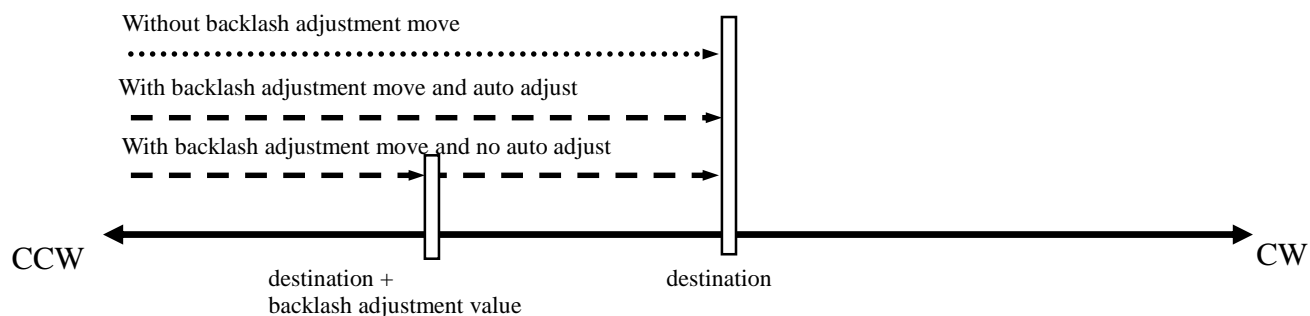 Without backlash adjustment move
With backlash adjustment move and auto adjust
With backlash adjustment move and no auto adjust
CCW
CW
destination +
backlash adjustment value
destination